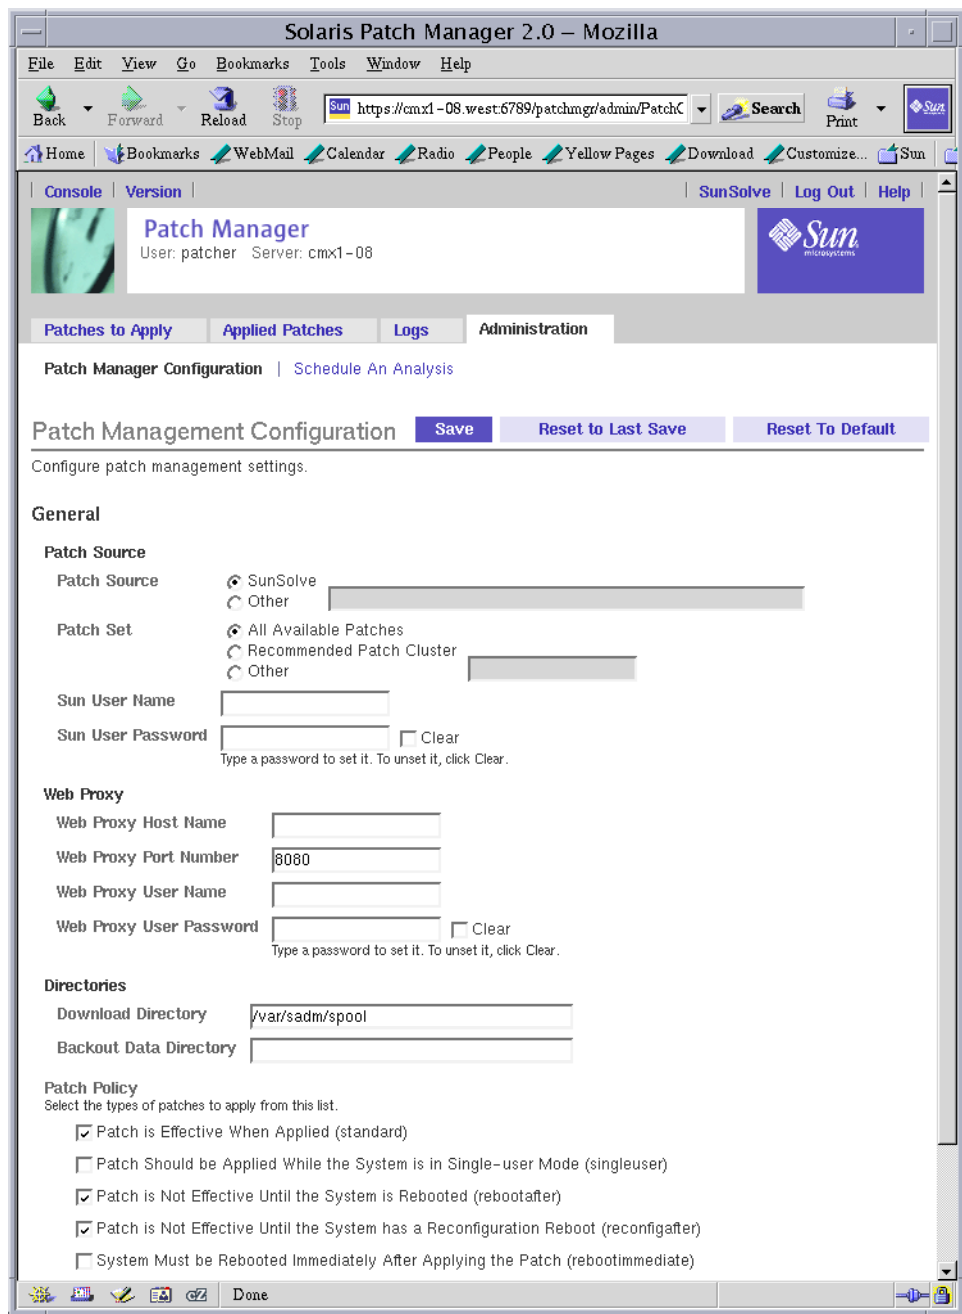 Solaris Patch Manager 2.0 – Mozilla
File Edit View Go Bookmarks Tools Window Help
Back Forward Reload Stop Sun https://cmx1-08.west:6789/patchmgr/admin/PatchC Search Print Sun
Home Bookmarks WebMail Calendar Radio People Yellow Pages Download Customize... Sun
Console Version SunSolve Log Out Help
Patch Manager
User: patcher Server: cmx1-08
Sun microsystems
Patches to Apply Applied Patches Logs Administration
Patch Manager Configuration | Schedule An Analysis
Patch Management Configuration Save Reset to Last Save Reset To Default
Configure patch management settings.
General
Patch Source
Patch Source SunSolve
Other
Patch Set All Available Patches
Recommended Patch Cluster
Other
Sun User Name
Sun User Password Clear
Type a password to set it. To unset it, click Clear.
Web Proxy
Web Proxy Host Name
Web Proxy Port Number 8080
Web Proxy User Name
Web Proxy User Password Clear
Type a password to set it. To unset it, click Clear.
Directories
Download Directory /var/sadm/spool
Backout Data Directory
Patch Policy
Select the types of patches to apply from this list.
Patch is Effective When Applied (standard)
Patch Should be Applied While the System is in Single-user Mode (singleuser)
Patch is Not Effective Until the System is Rebooted (rebootafter)
Patch is Not Effective Until the System has a Reconfiguration Reboot (reconfigafter)
System Must be Rebooted Immediately After Applying the Patch (rebootimmediate)
Done